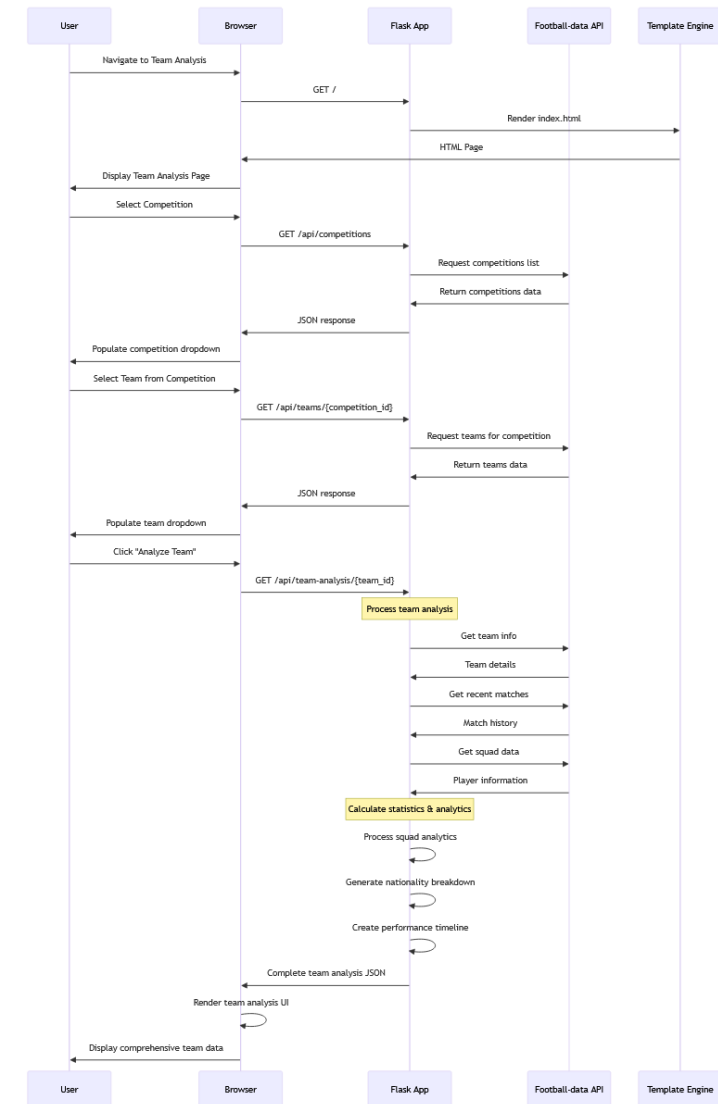 User
Browser
Flask App
Football-data API
Template Engine
Navigate to Team Analysis
GET /
Render index.html
HTML Page
Display Team Analysis Page
Select Competition
GET /api/competitions
Request competitions list
Return competitions data
JSON response
Populate competition dropdown
Select Team from Competition
GET /api/teams/{competition_id}
Request teams for competition
Return teams data
JSON response
Populate team dropdown
Click "Analyze Team"
GET /api/team-analysis/{team_id}
Process team analysis
Get team info
Team details
Get recent matches
Match history
Get squad data
Player information
Calculate statistics & analytics
Process squad analytics
Generate nationality breakdown
Create performance timeline
Complete team analysis JSON
Render team analysis UI
Display comprehensive team data
User
Browser
Flask App
Football-data API
Template Engine